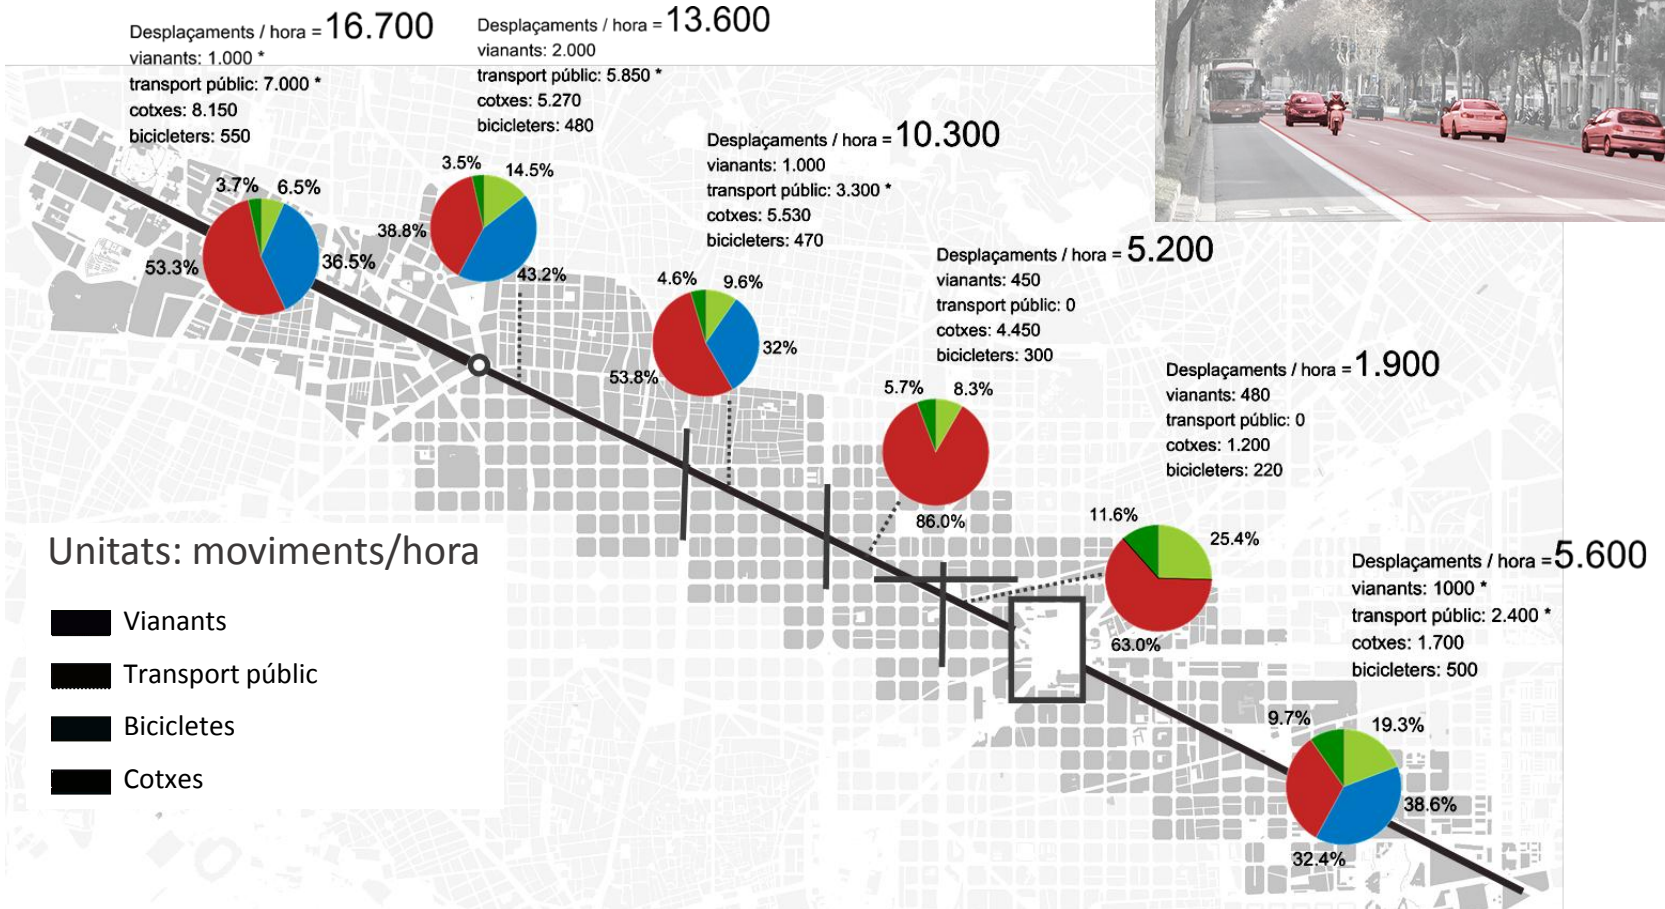 Desplaçaments / hora = 16.700
vianants: 1.000 *
transport públic: 7.000 *
cotxes: 8.150
bicicleters: 550
Desplaçaments / hora = 13.600
vianants: 2.000
transport públic: 5.850 *
cotxes: 5.270
bicicleters: 480
Desplaçaments / hora = 10.300
vianants: 1.000
transport públic: 3.300 *
cotxes: 5.530
bicicleters: 470
Desplaçaments / hora = 5.200
vianants: 450
transport públic: 0
cotxes: 4.450
bicicleters: 300
Desplaçaments / hora = 1.900
vianants: 480
transport públic: 0
cotxes: 1.200
bicicleters: 220
Desplaçaments / hora = 5.600
vianants: 1000 *
transport públic: 2.400 *
cotxes: 1.700
bicicleters: 500
3.7%
6.5%
53.3%
36.5%
3.5%
14.5%
38.8%
43.2%
4.6%
9.6%
32%
53.8%
5.7%
8.3%
86.0%
11.6%
25.4%
63.0%
9.7%
19.3%
38.6%
32.4%
BUS
Unitats: moviments/hora
Vianants
Transport públic
Bicicletes
Cotxes